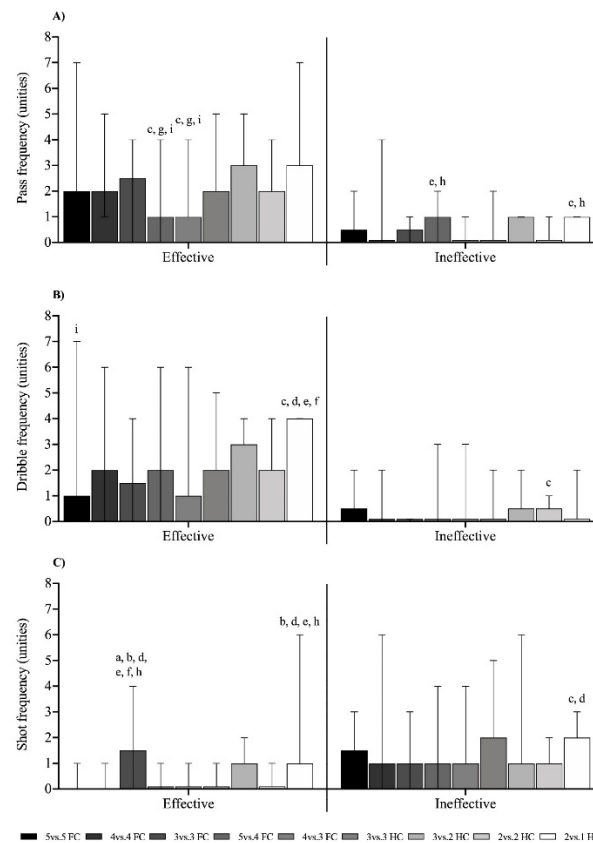 A)
Pass frequency (unities)
8
7
6
5
4
3
2
1
0
c, g, i c, g, i
e, h
c, h
Effective Ineffective
B)
Dribble frequency (unities)
8
7
6
5
4
3
2
1
0
i
c, d, e, f
c
Effective Ineffective
C)
Shot frequency (unities)
8
7
6
5
4
3
2
1
0
a, b, d,
e, f, h
b, d, e, h
c, d
Effective Ineffective
5vs.5 FC 4vs.4 FC 3vs.3 FC 5vs.4 FC 4vs.3 FC 3vs.3 HC 3vs.2 HC 2vs.2 HC 2vs.1 H